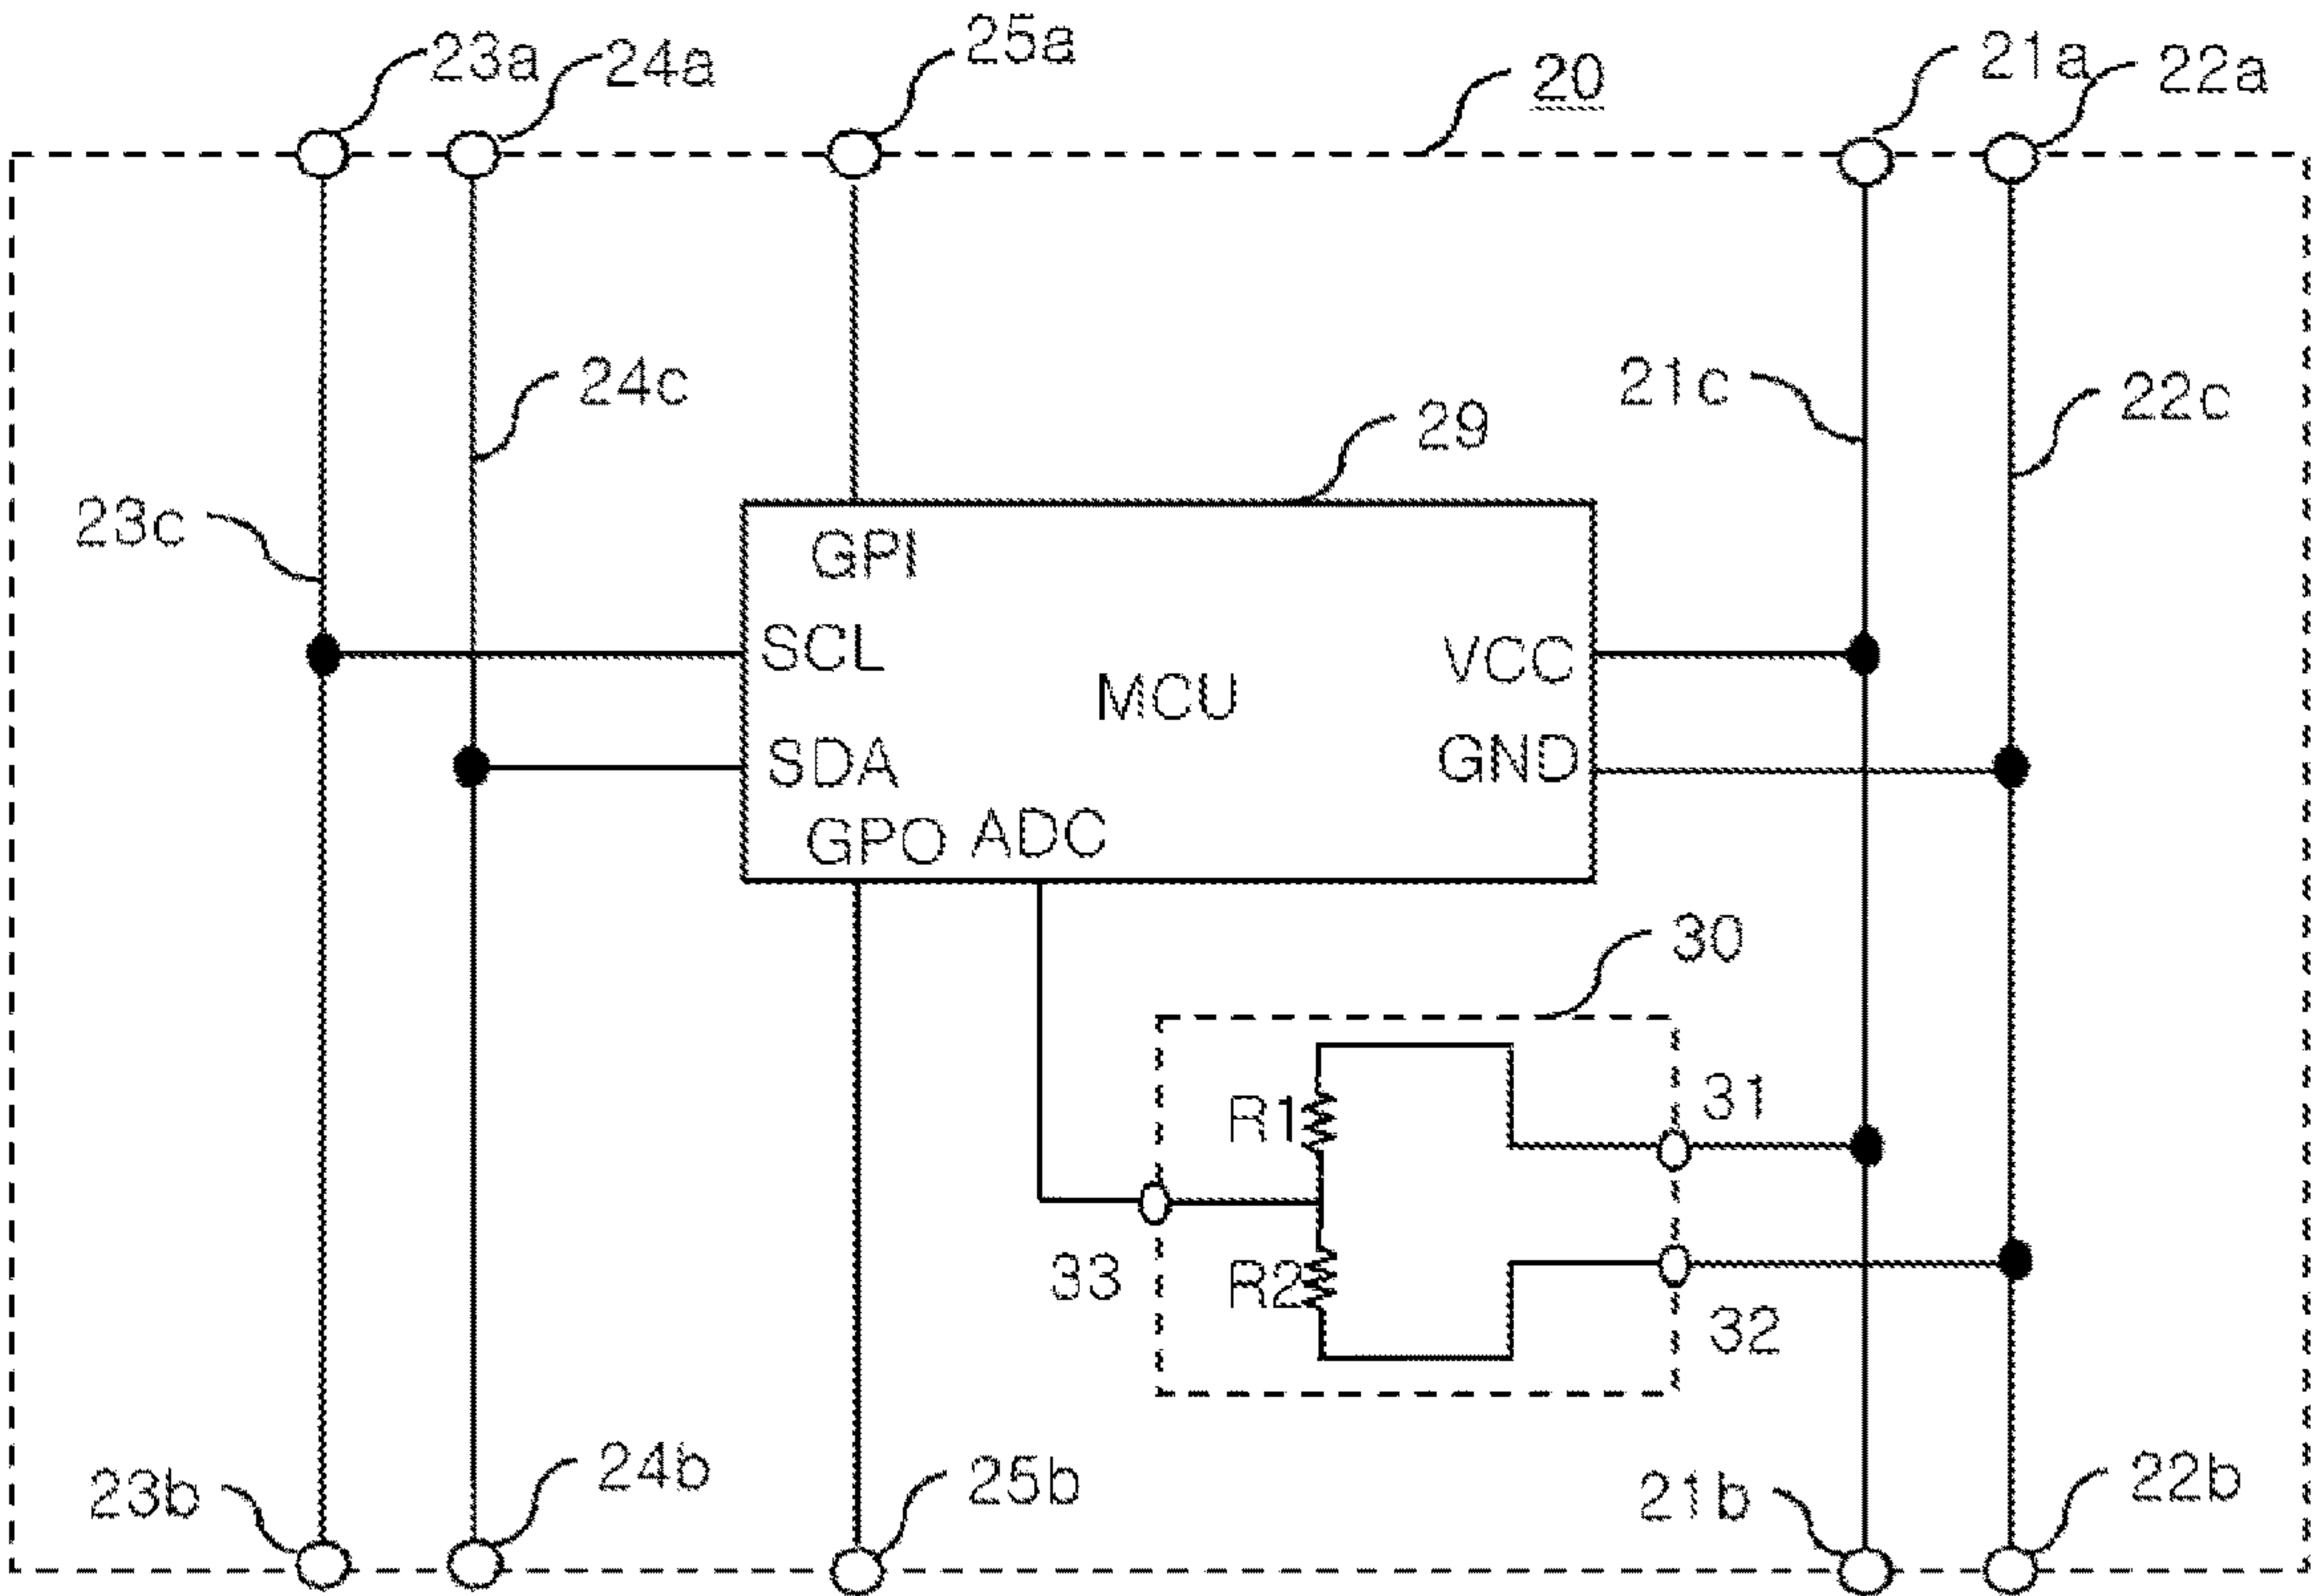 23a
24a
25a
20
21a
22a
24c
21c
22c
29
23c
GPI
SCL
VCC
MCU
SDA
GND
GPO
ADC
30
R1
31
33
R2
32
23b
24b
25b
21b
22b